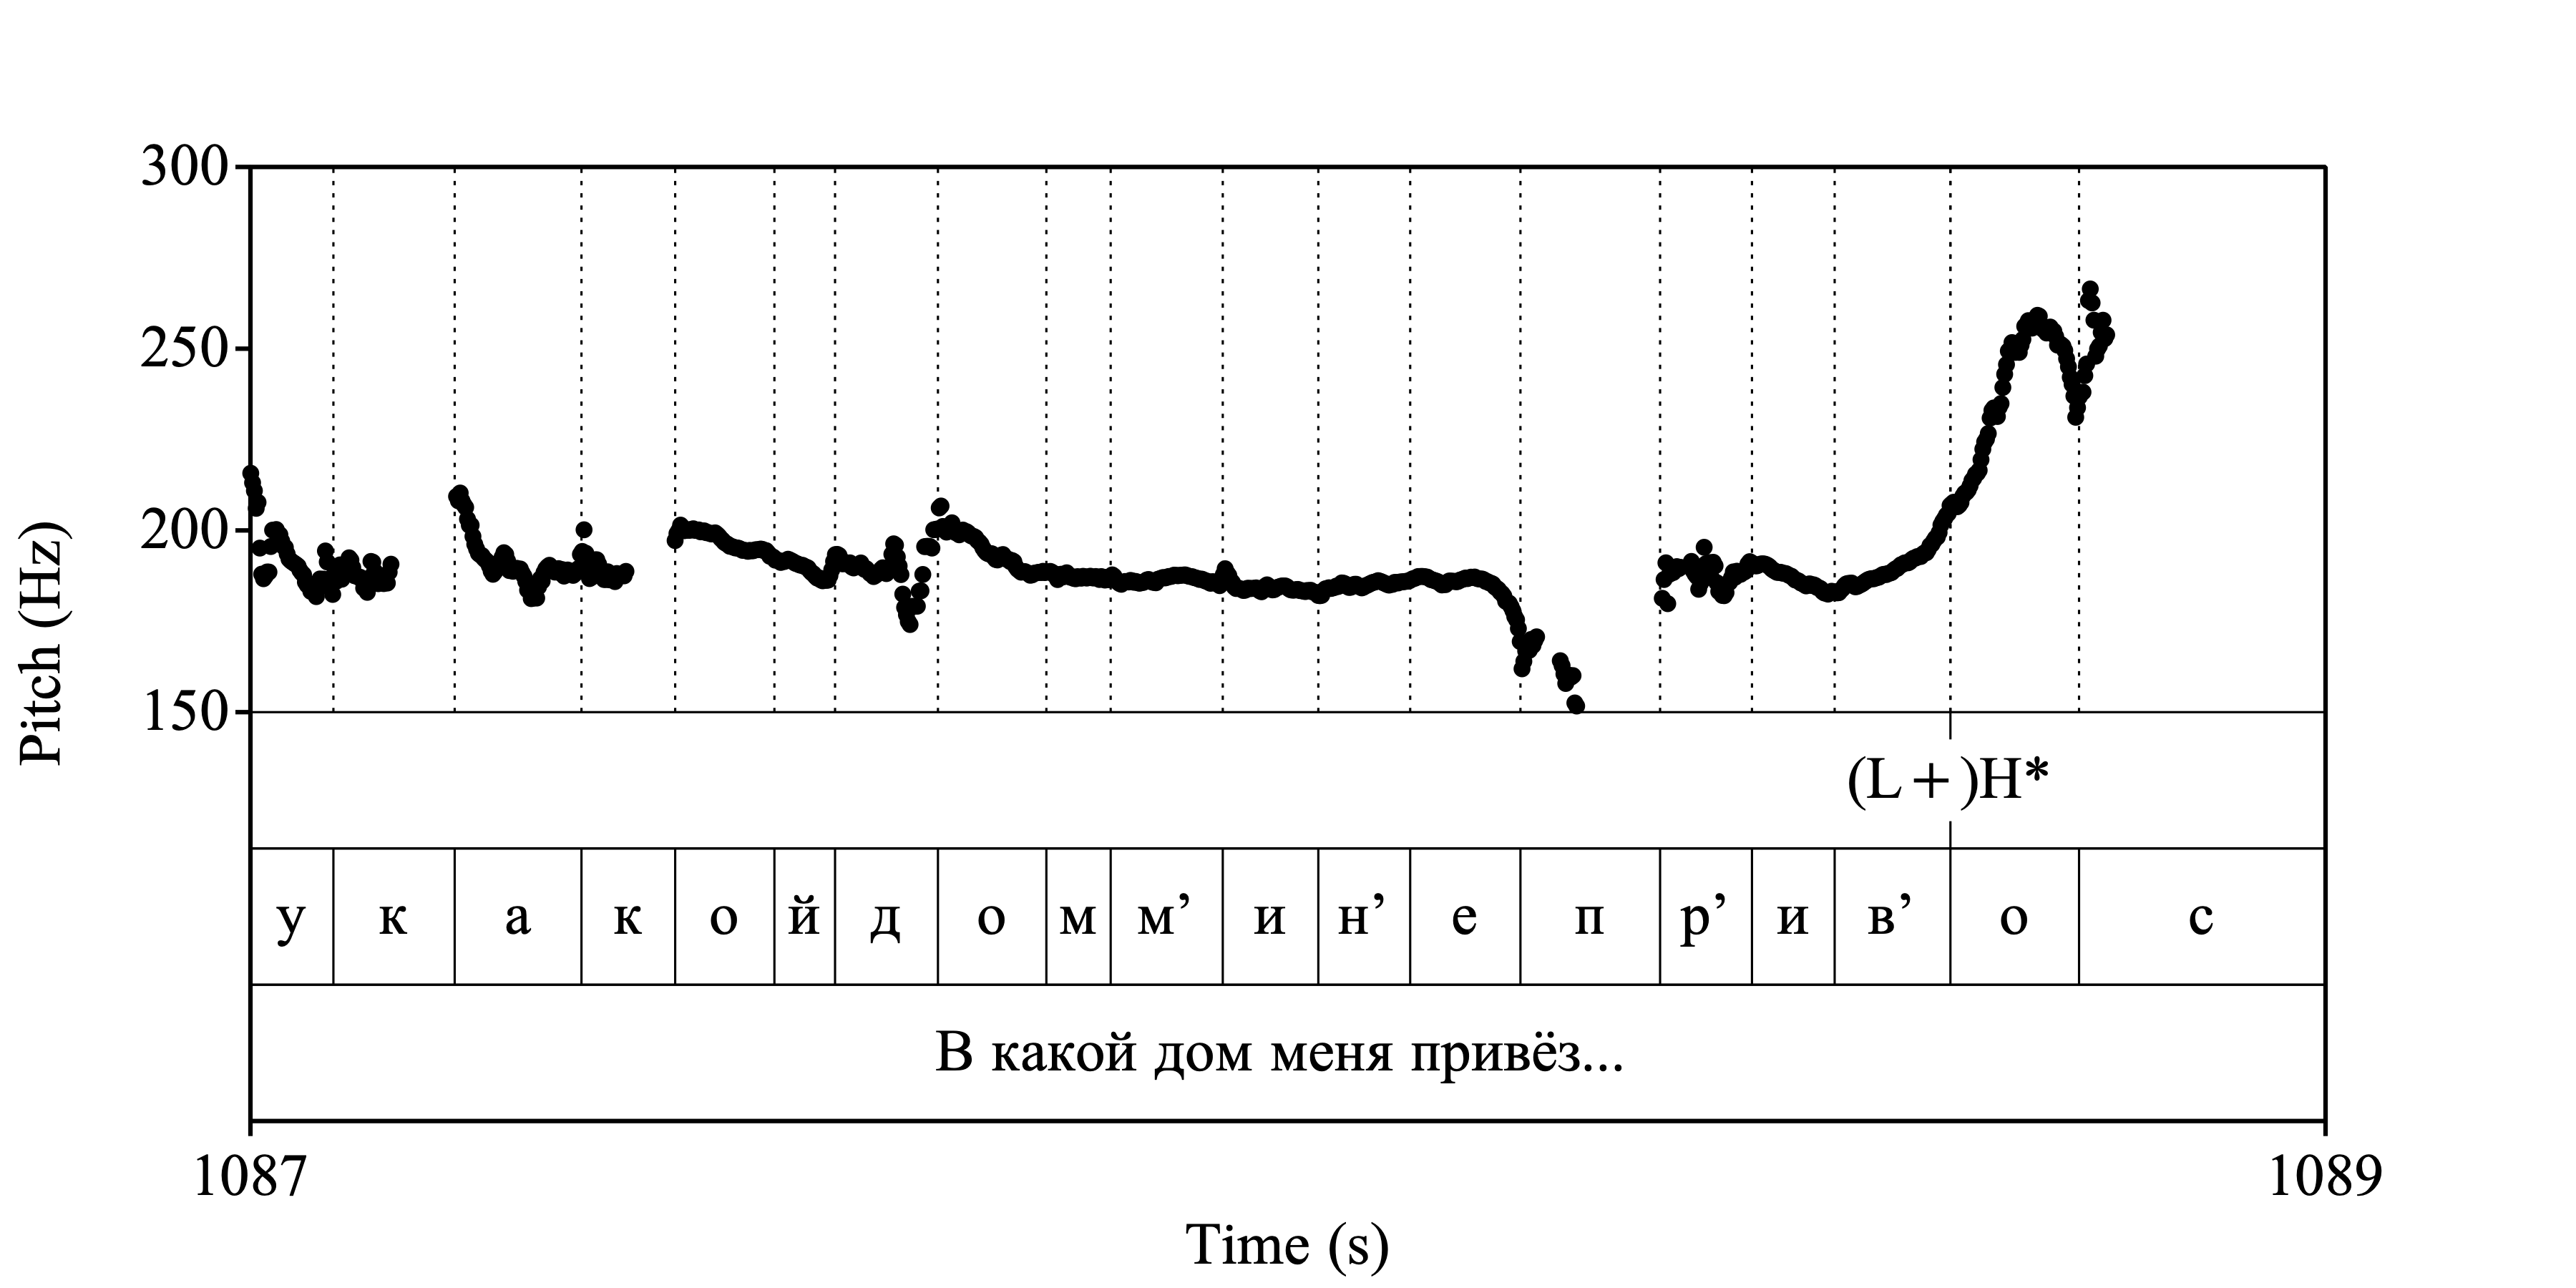 300
250
200
150
Pitch (Hz)
(L+)H*
у к а к о й д о м м’ и н’ е п р’ и в’ о с
В какой дом меня привёз...
1087 1089
Time (s)